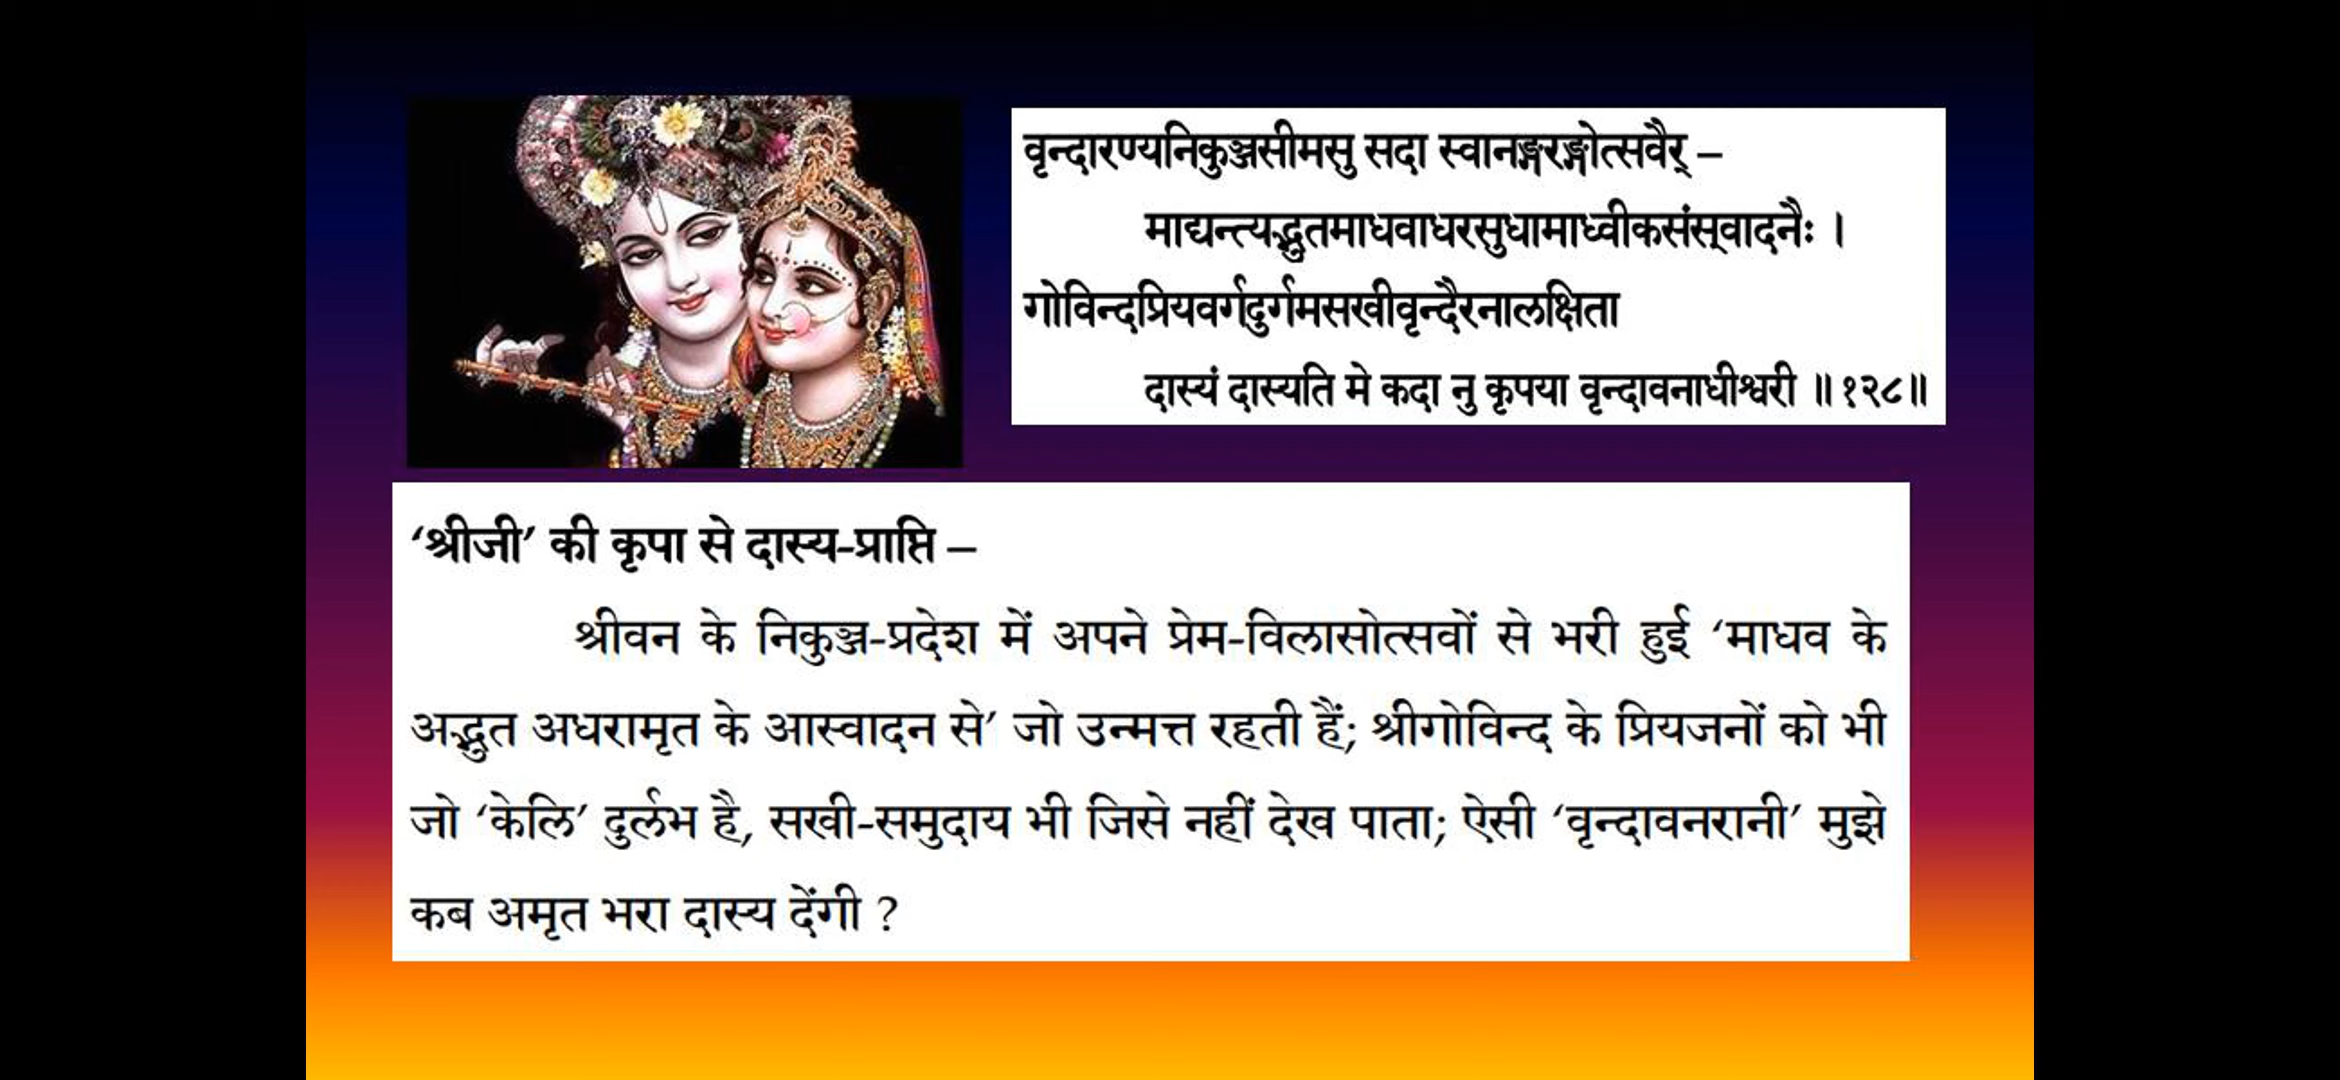 वृन्दारण्यनिकुञ्जसीमसु सदा स्वानङ्गरङ्गोत्सवैर् –
माद्यन्त्यद्भुतमाधवाधरसुधामाध्वीकसंस्वादनैः ।
गोविन्दप्रियवर्गदुर्गमसखीवृन्दैरनालक्षिता
दास्यं दास्यति मे कदा नु कृपया वृन्दावनाधीश्वरी ॥१२८॥
‘श्रीजी’ की कृपा से दास्य-प्राप्ति –
श्रीवन के निकुञ्ज-प्रदेश में अपने प्रेम-विलासोत्सवों से भरी हुई ‘माधव के
अद्भुत अधरामृत के आस्वादन से’ जो उन्मत्त रहती हैं; श्रीगोविन्द के प्रियजनों को भी
जो ‘केलि’ दुर्लभ है, सखी-समुदाय भी जिसे नहीं देख पाता; ऐसी ‘वृन्दावनरानी’ मुझे
कब अमृत भरा दास्य देंगी ?